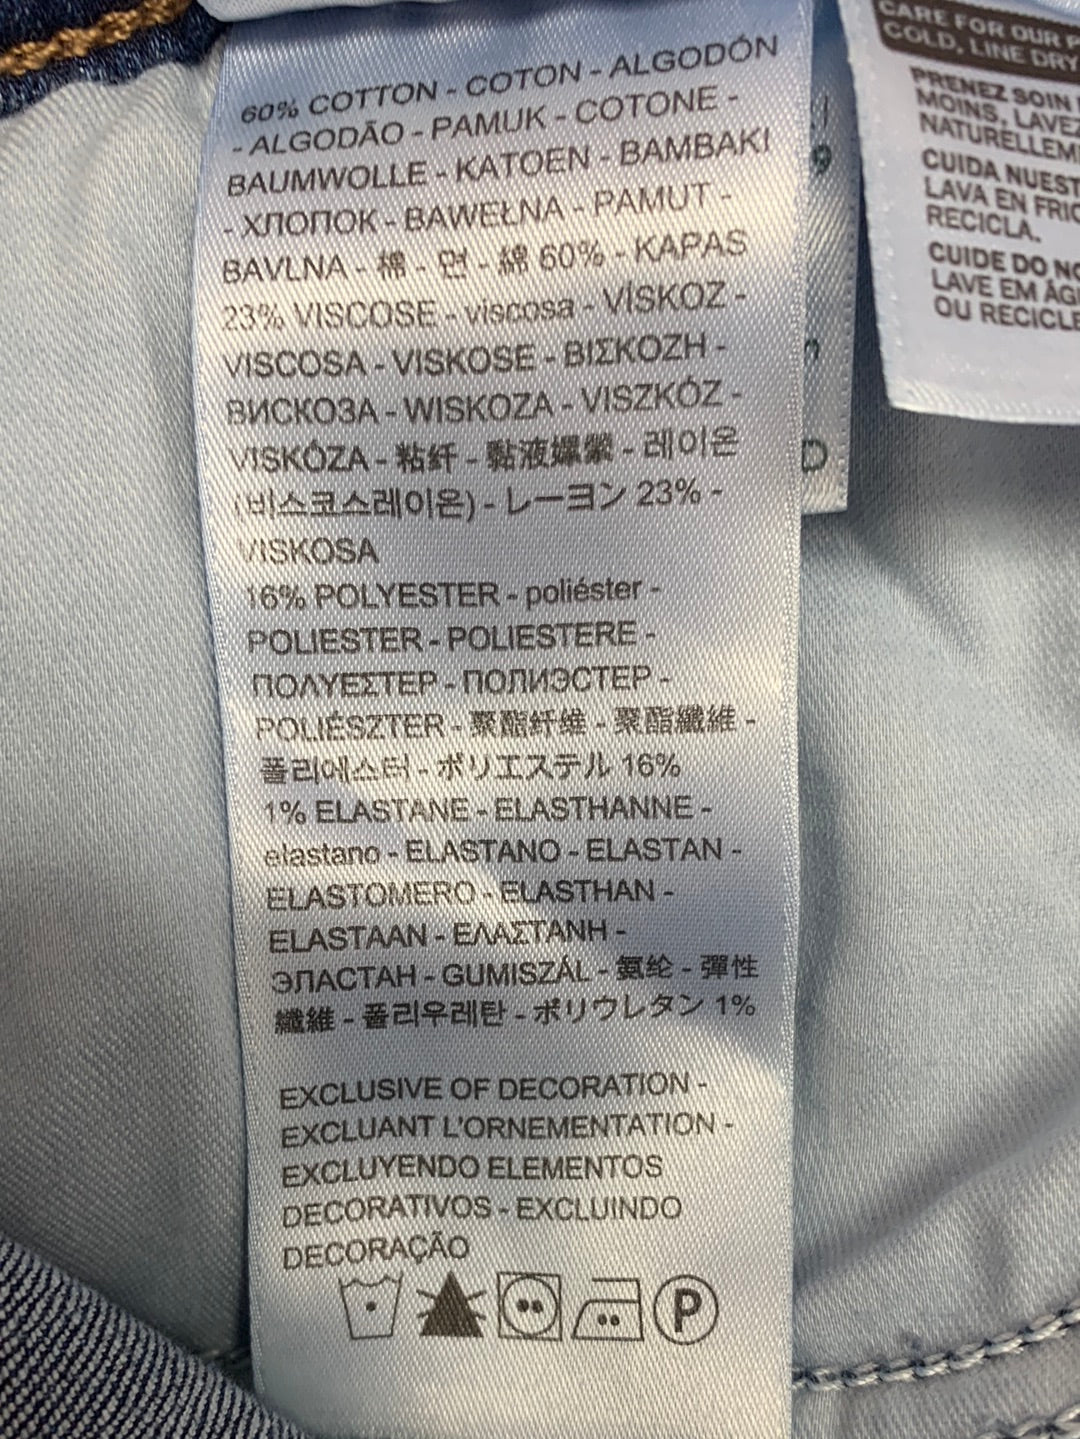 60% COTTON - COTON - ALGODÓN
- ALGODÃO - PAMUK - COTONE -
BAUMWOLLE - KATOEN - BAMBAKI
- ХЛОПОК - BAWEŁNA - PAMUT -
BAVLNA - 棉 - 면 - 綿 60% - KAPAS
23% VISCOSE - viscosa - VİSKOZ -
VISCOSA - VISKOSE - ΒΙΣΚΟΖΗ -
ВИСКОЗА - WISKOZA - VISZKÓZ -
VISKÓZA - 粘纤 - 黏液嫘縈 - 레이온
(비스코스레이온) - レーヨン 23% -
VISKOSA
16% POLYESTER - poliéster -
POLIESTER - POLIESTERE -
ΠΟΛΥΕΣΤΕΡ - ПОЛИЭСТЕР -
POLIÉSZTER - 聚酯纤维 - 聚酯纖維 -
폴리에스터 - ポリエステル 16%
1% ELASTANE - ELASTHANNE -
elastano - ELASTANO - ELASTAN -
ELASTOMERO - ELASTHAN -
ELASTAAN - ΕΛΑΣΤΑΝΗ -
ЭЛАСТАН - GUMISZÁL - 氨纶 - 彈性
纖維 - 폴리우레탄 - ポリウレタン 1%
EXCLUSIVE OF DECORATION -
EXCLUANT L'ORNEMENTATION -
EXCLUYENDO ELEMENTOS
DECORATIVOS - EXCLUINDO
DECORAÇÃO
P
CARE FOR OUR
COLD, LINE DRY
PRENEZ SOIN
MOINS, LAVEZ
NATURELLEM
CUIDA NUEST
LAVA EN FRÍO
RECICLA.
CUIDE DO NO
LAVE EM ÁG
OU RECICLE